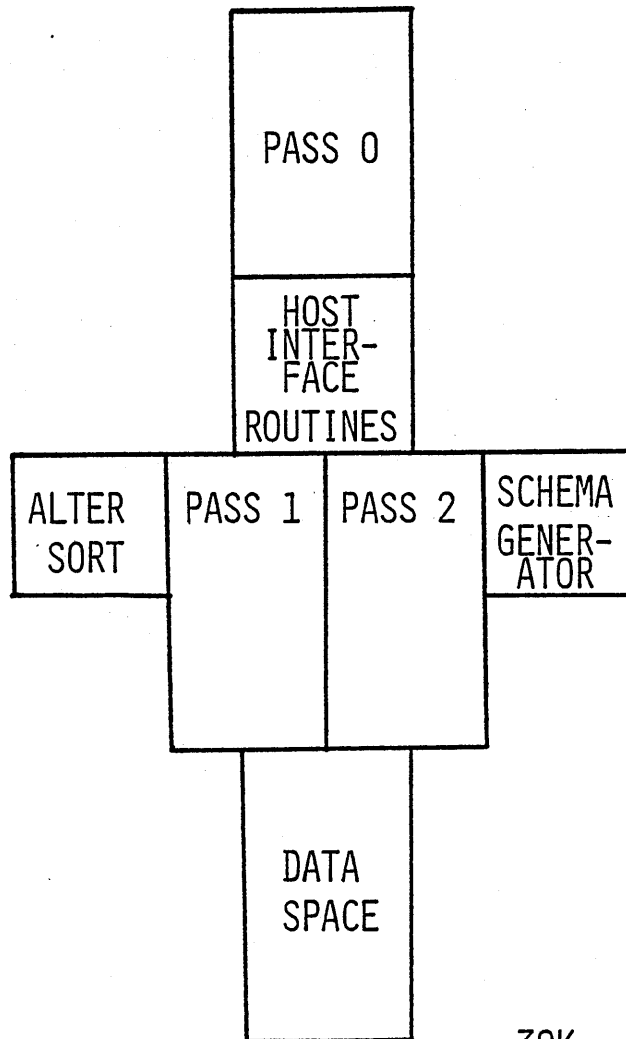 PASS 0
HOST
INTER-
FACE
ROUTINES
ALTER
SORT
PASS 1
PASS 2
SCHEMA
GENER-
ATOR
DATA
SPACE